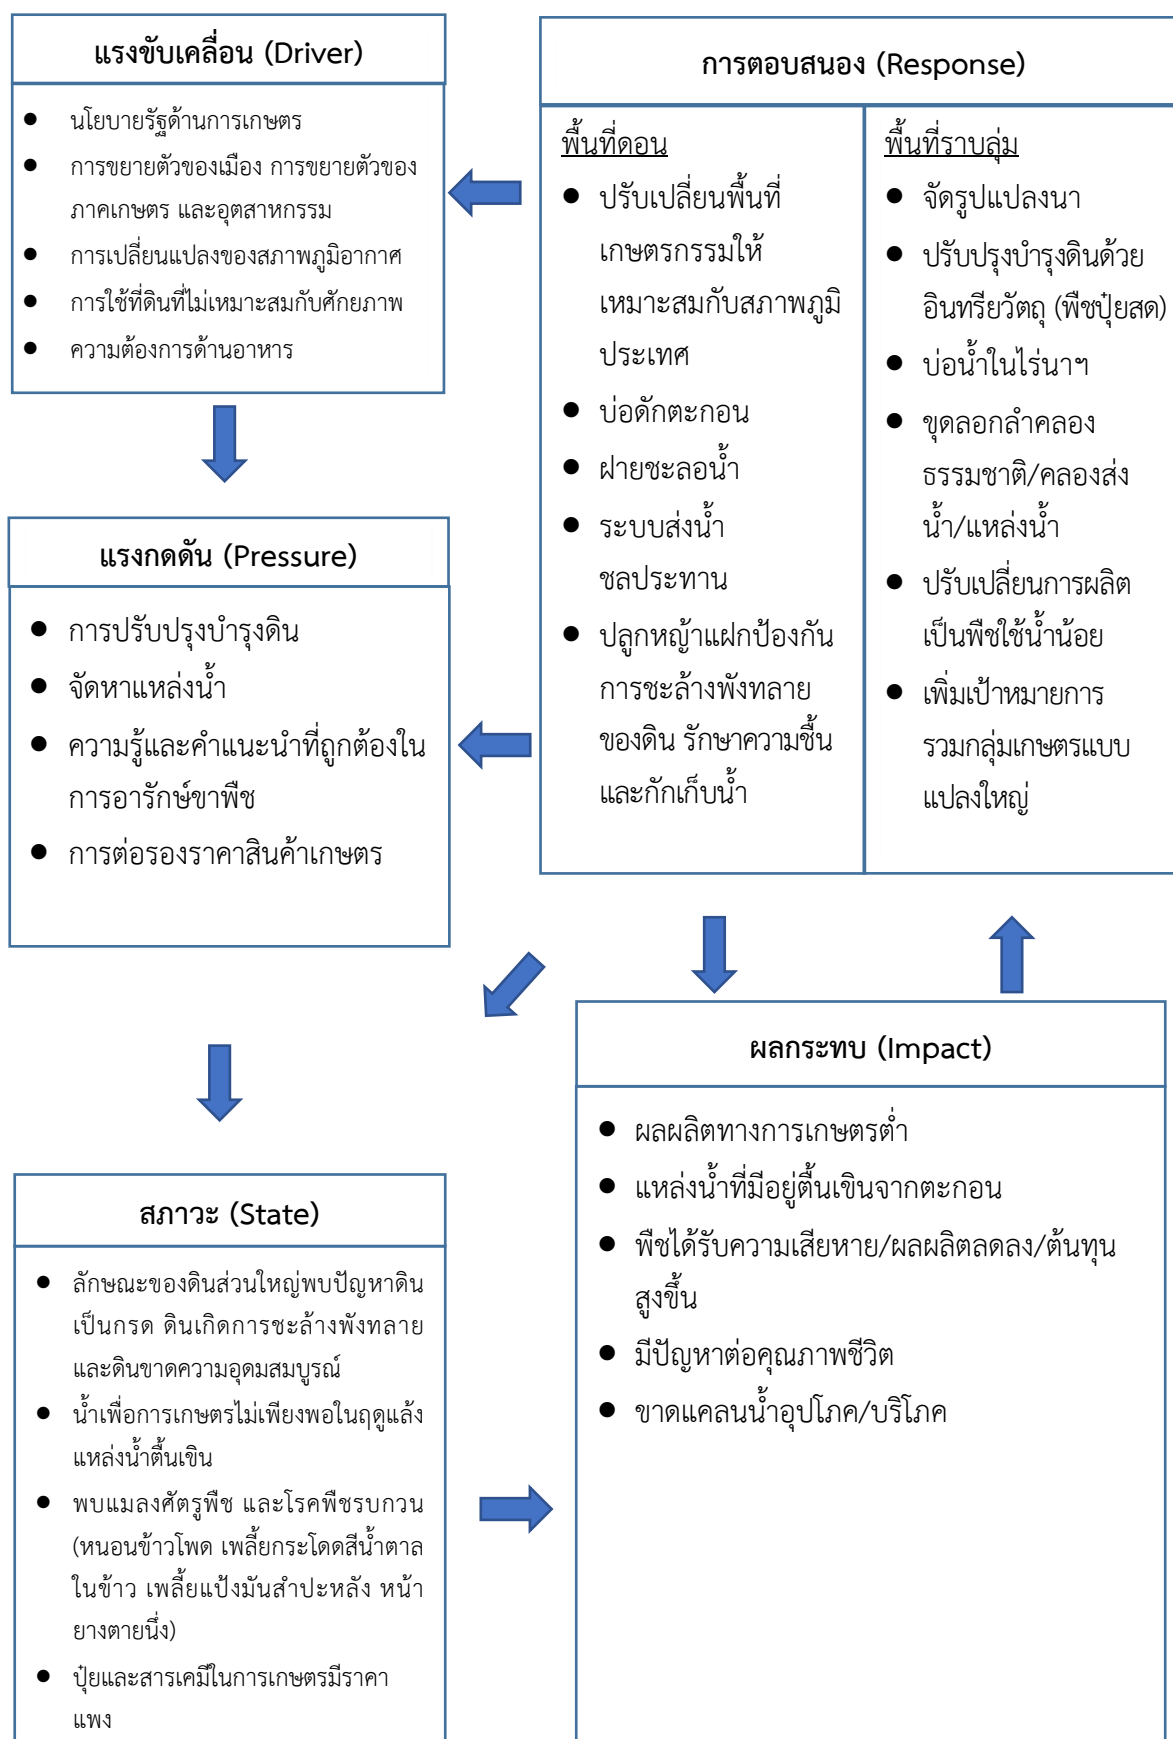 แรงขับเคลื่อน (Driver)
● นโยบายรัฐด้านการเกษตร
● การขยายตัวของเมือง การขยายตัวของ
ภาคเกษตร และอุตสาหกรรม
● การเปลี่ยนแปลงของสภาพภูมิอากาศ
● การใช้ที่ดินที่ไม่เหมาะสมกับศักยภาพ
● ความต้องการด้านอาหาร
การตอบสนอง (Response)
พื้นที่ดอน
● ปรับเปลี่ยนพื้นที่
เกษตรกรรมให้
เหมาะสมกับสภาพภูมิ
ประเทศ
● บ่อดักตะกอน
● ฝายชะลอน้ำ
● ระบบส่งน้ำ
ชลประทาน
● ปลูกหญ้าแฝกป้องกัน
การชะล้างพังทลาย
ของดิน รักษาความชื้น
และกักเก็บน้ำ
พื้นที่ราบลุ่ม
● จัดรูปแปลงนา
● ปรับปรุงบำรุงดินด้วย
อินทรียวัตถุ (พืชปุ๋ยสด)
● บ่อน้ำในไร่นาฯ
● ขุดลอกลำคลอง
ธรรมชาติ/คลองส่ง
น้ำ/แหล่งน้ำ
● ปรับเปลี่ยนการผลิต
เป็นพืชใช้น้ำน้อย
● เพิ่มเป้าหมายการ
รวมกลุ่มเกษตรแบบ
แปลงใหญ่
แรงกดดัน (Pressure)
● การปรับปรุงบำรุงดิน
● จัดหาแหล่งน้ำ
● ความรู้และคำแนะนำที่ถูกต้องใน
การอารักษ์ขาพืช
● การต่อรองราคาสินค้าเกษตร
ผลกระทบ (Impact)
● ผลผลิตทางการเกษตรต่ำ
● แหล่งน้ำที่มีอยู่ตื้นเขินจากตะกอน
● พืชได้รับความเสียหาย/ผลผลิตลดลง/ต้นทุน
สูงขึ้น
● มีปัญหาต่อคุณภาพชีวิต
● ขาดแคลนน้ำอุปโภค/บริโภค
สภาวะ (State)
● ลักษณะของดินส่วนใหญ่พบปัญหาดิน
เป็นกรด ดินเกิดการชะล้างพังทลาย
และดินขาดความอุดมสมบูรณ์
● น้ำเพื่อการเกษตรไม่เพียงพอในฤดูแล้ง
แหล่งน้ำตื้นเขิน
● พบแมลงศัตรูพืช และโรคพืชรบกวน
(หนอนข้าวโพด เพลี้ยกระโดดสีน้ำตาล
ในข้าว เพลี้ยแป้งมันสำปะหลัง หน้า
ยางตายนึ่ง)
● ปุ๋ยและสารเคมีในการเกษตรมีราคา
แพง